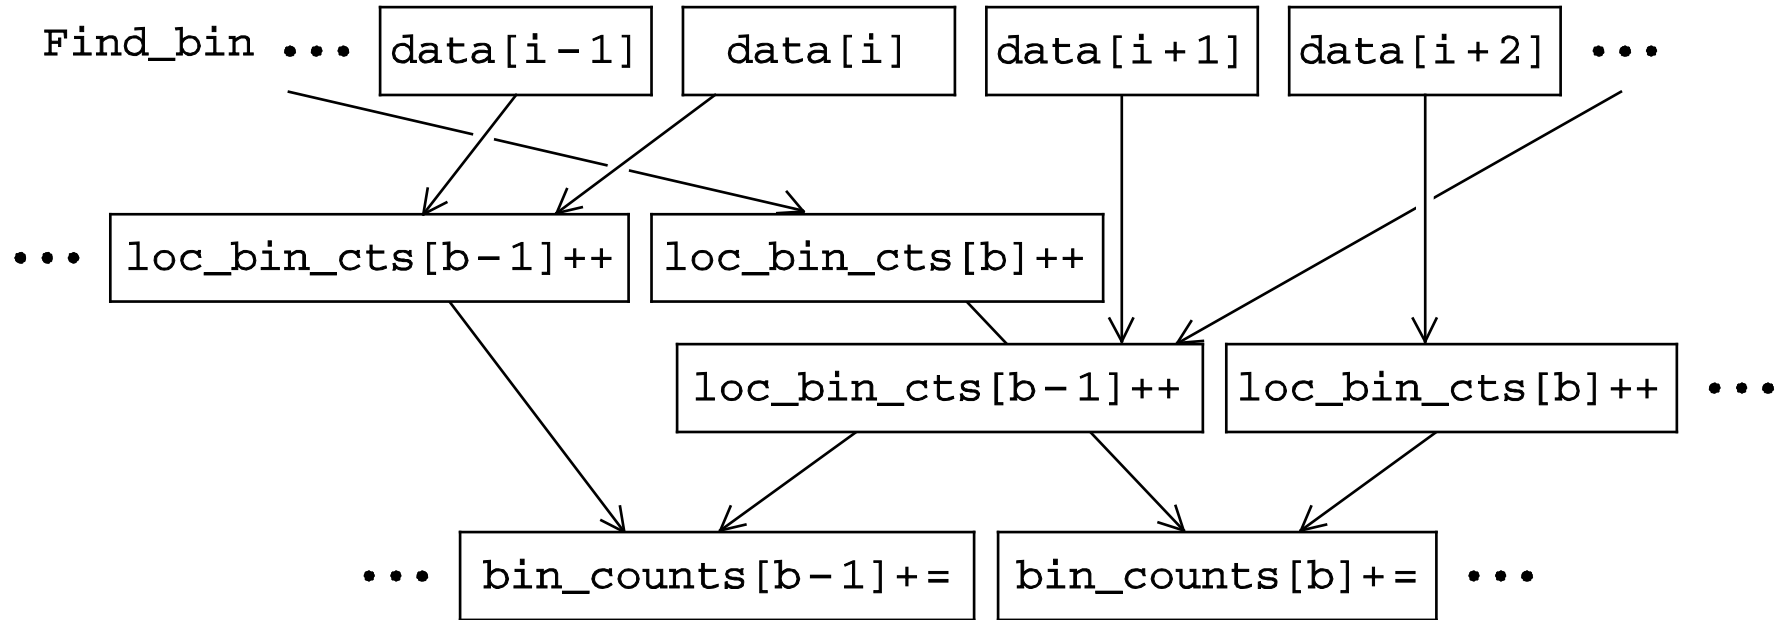 Find_bin ••• data[i-1] data[i] data[i+1] data[i+2] •••
••• loc_bin_cts[b-1]++ loc_bin_cts[b]++
loc_bin_cts[b-1]++ loc_bin_cts[b]++ •••
••• bin_counts[b-1]+= bin_counts[b]+= •••